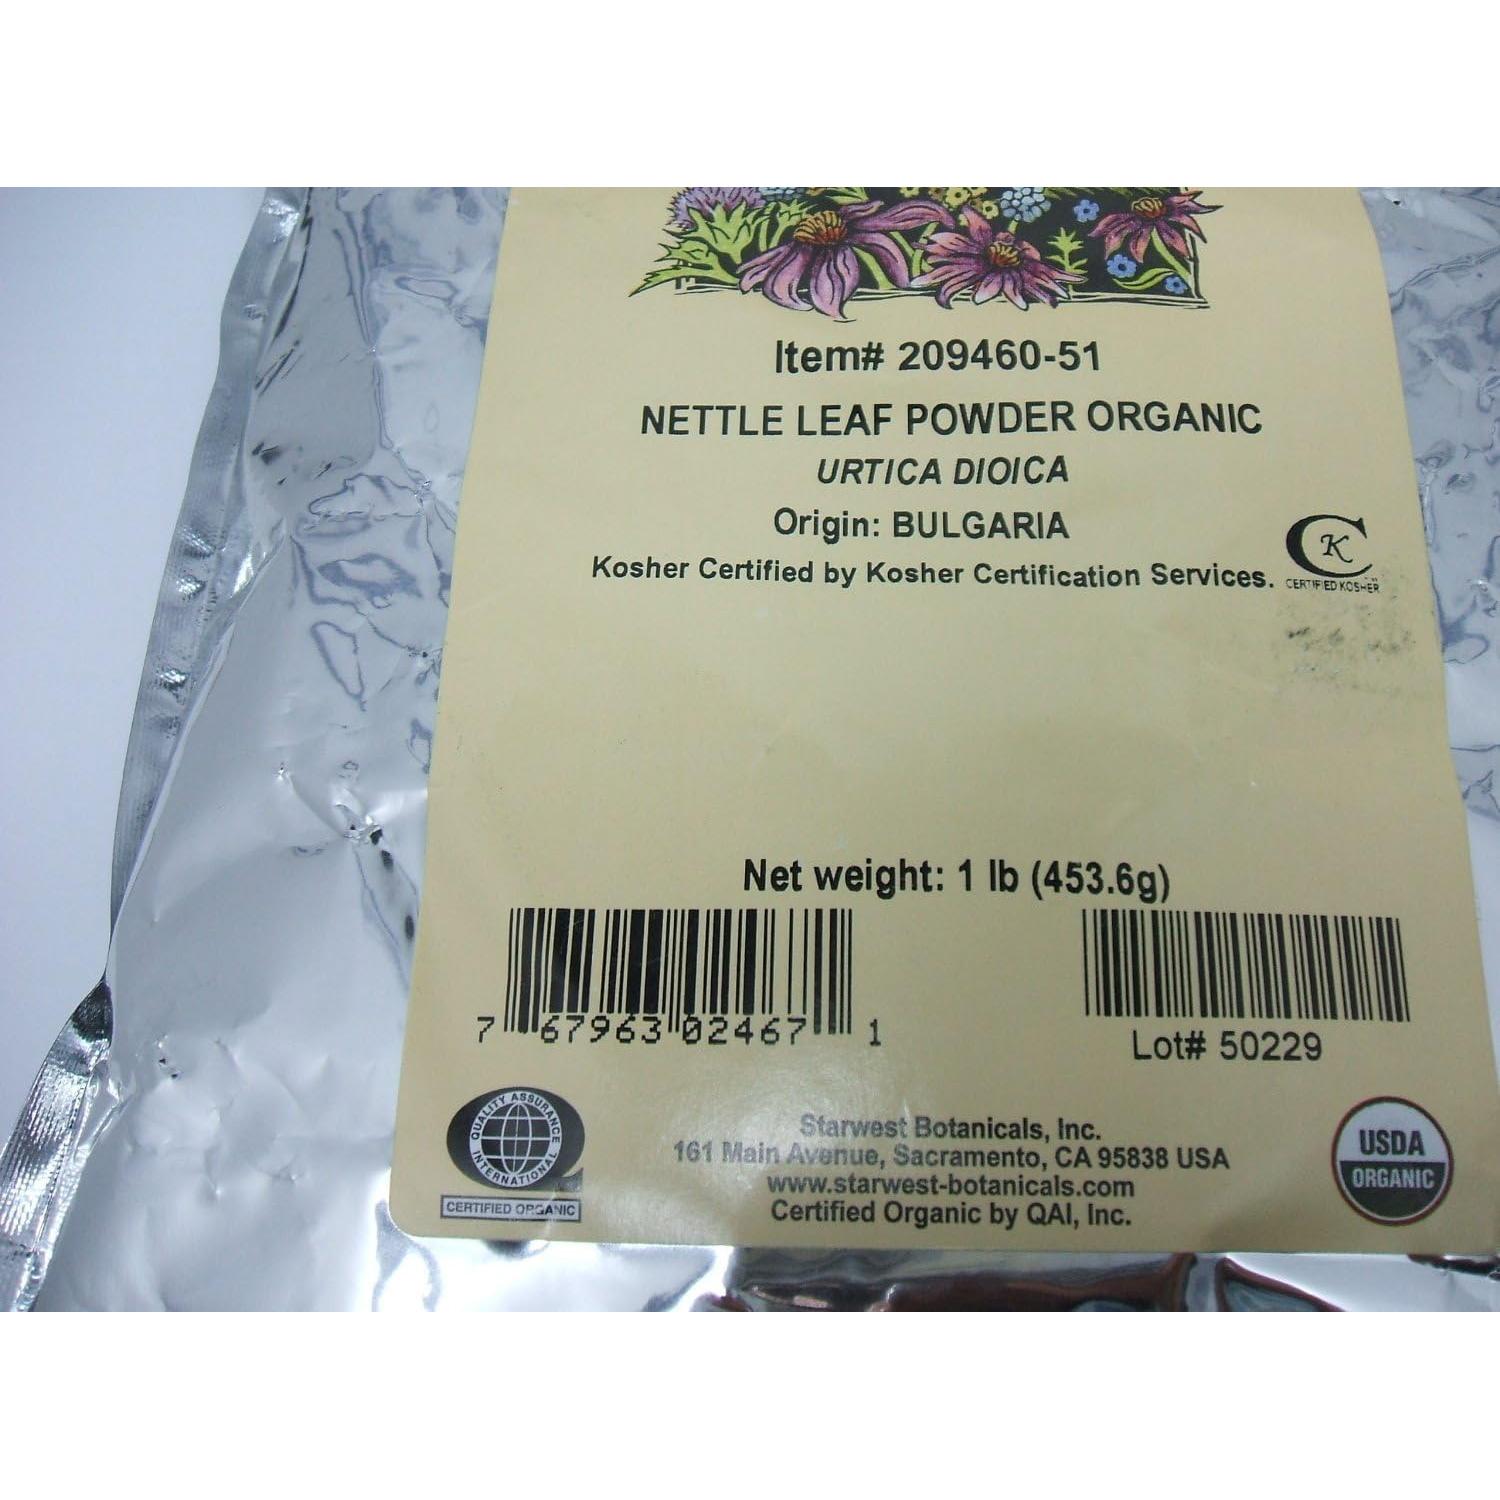 Item# 209460-51
NETTLE LEAF POWDER ORGANIC
URTICA DIOICA
Origin: BULGARIA
Kosher Certified by Kosher Certification Services.
CK
CERTIFIED KOSHER
Net weight: 1 lb (453.6g)
7 67963 02467 1
Lot# 50229
QUALITY ASSURANCE
INTERNATIONAL
CERTIFIED ORGANIC
Starwest Botanicals, Inc.
161 Main Avenue, Sacramento, CA 95838 USA
www.starwest-botanicals.com
Certified Organic by QAI, Inc.
USDA
ORGANIC